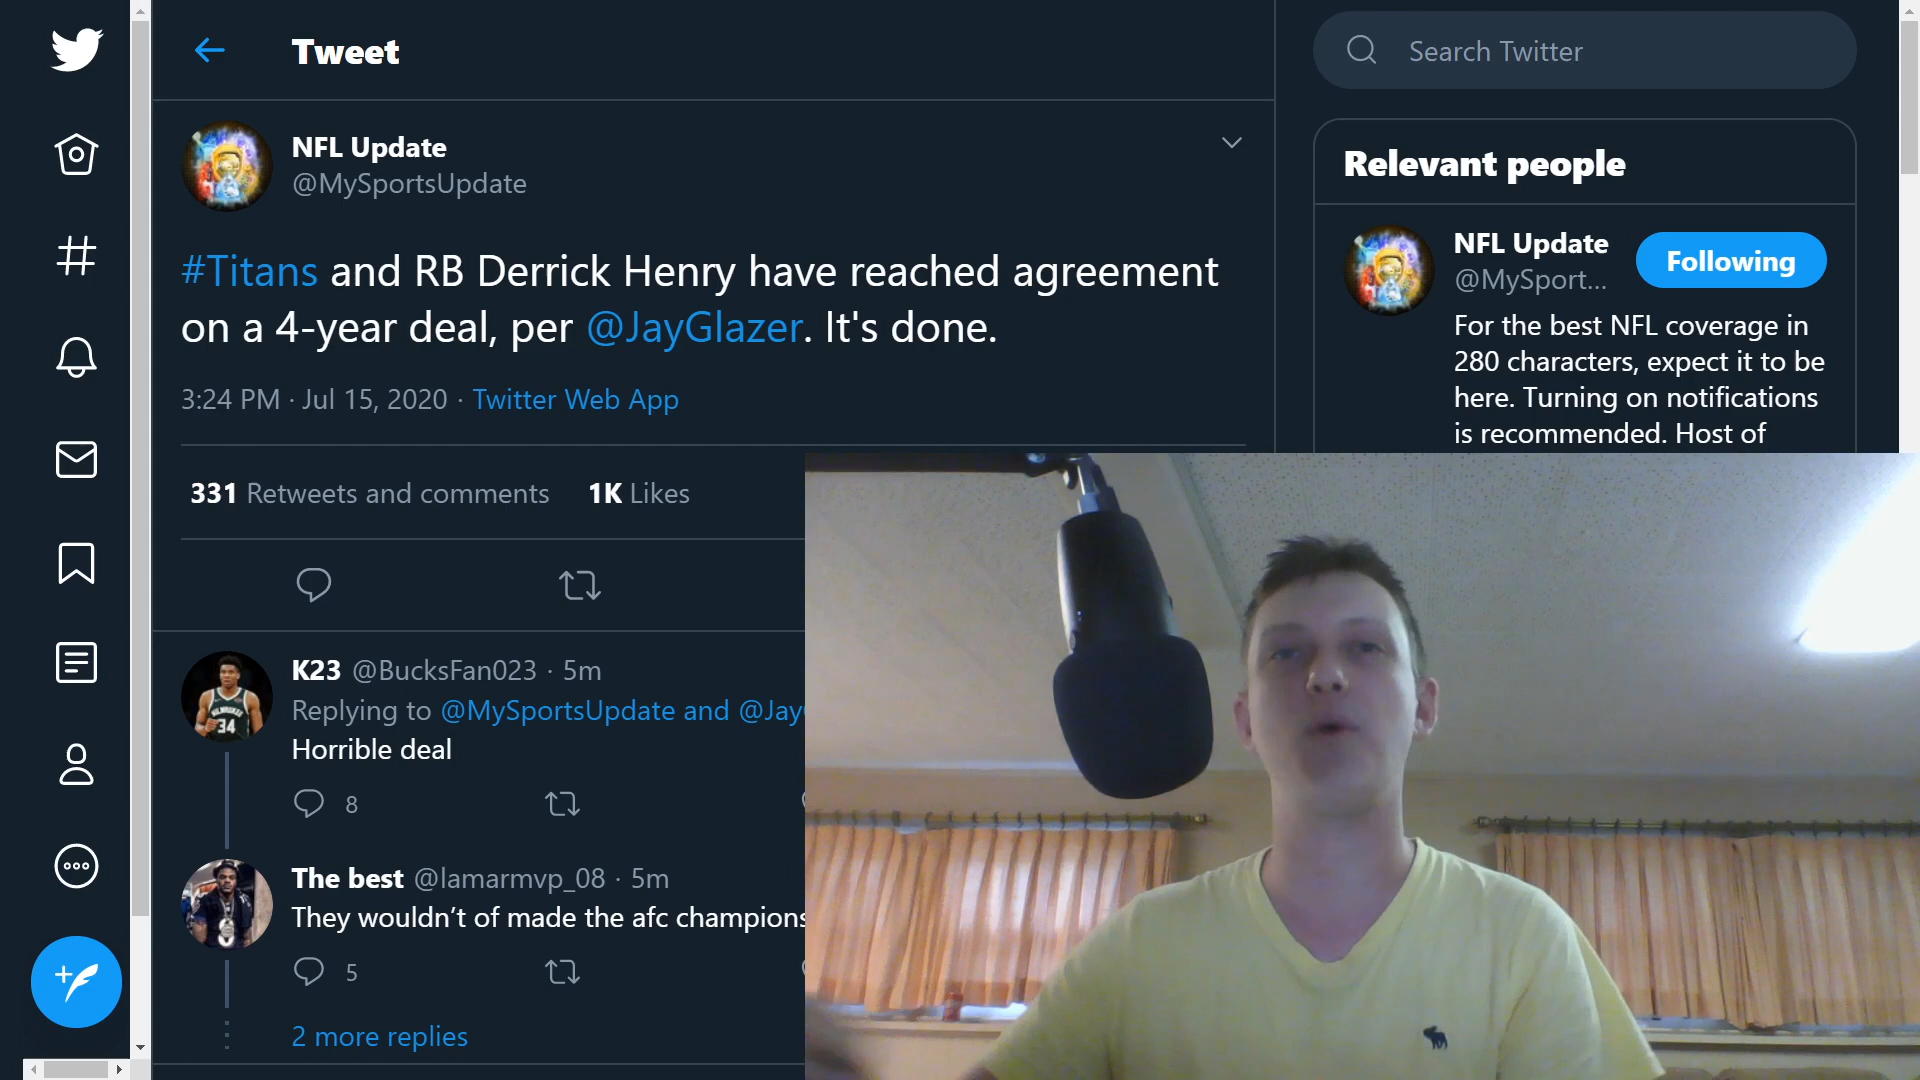 Tweet
Search Twitter
NFL Update
@MySportsUpdate
#Titans and RB Derrick Henry have reached agreement
on a 4-year deal, per @JayGlazer. It's done.
3:24 PM · Jul 15, 2020 · Twitter Web App
331 Retweets and comments 1K Likes
K23 @BucksFan023 · 5m
Replying to @MySportsUpdate and @Jay
Horrible deal
8
The best @lamarmvp_08 · 5m
They wouldn’t of made the afc champions
5
2 more replies
Relevant people
NFL Update
@MySport...
Following
For the best NFL coverage in
280 characters, expect it to be
here. Turning on notifications
is recommended. Host of
34